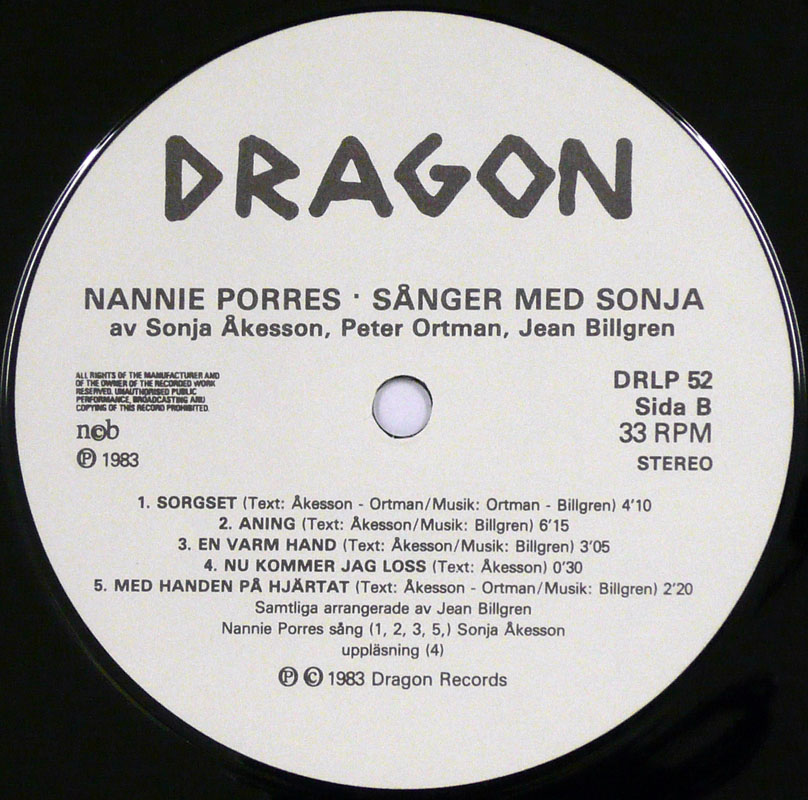 DRAGON
NANNIE PORRES · SÅNGER MED SONJA
av Sonja Åkesson, Peter Ortman, Jean Billgren
ALL RIGHTS OF THE MANUFACTURER AND
OF THE OWNER OF THE RECORDED WORK
RESERVED. UNAUTHORISED PUBLIC
PERFORMANCE, BROADCASTING AND
COPYING OF THIS RECORD PROHIBITED.
ncb
Ⓟ 1983
DRLP 52
Sida B
33 RPM
STEREO
1. SORGSET (Text: Åkesson - Ortman/Musik: Ortman - Billgren) 4'10
2. ANING (Text: Åkesson/Musik: Billgren) 6'15
3. EN VARM HAND (Text: Åkesson/Musik: Billgren) 3'05
4. NU KOMMER JAG LOSS (Text: Åkesson) 0'30
5. MED HANDEN PÅ HJÄRTAT (Text: Åkesson - Ortman/Musik: Billgren) 2'20
Samtliga arrangerade av Jean Billgren
Nannie Porres sång (1, 2, 3, 5,) Sonja Åkesson
uppläsning (4)
Ⓟ © 1983 Dragon Records